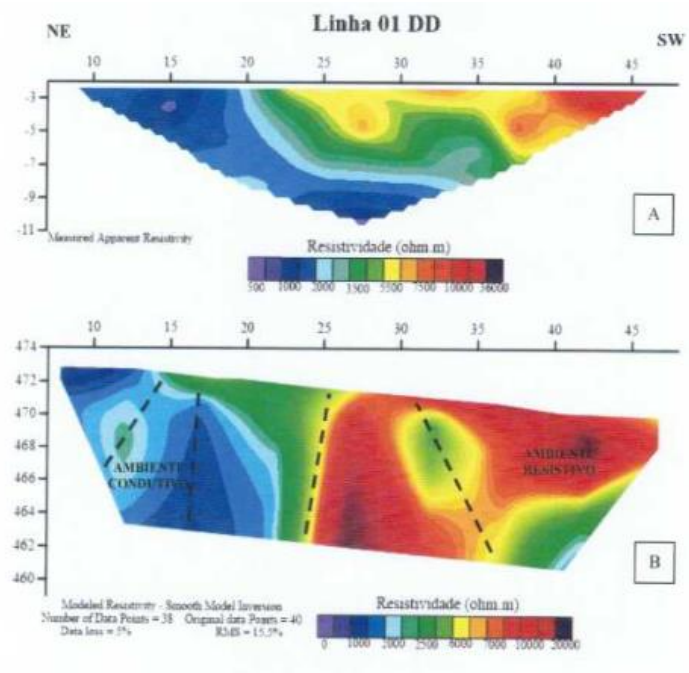 Linha 01 DD
NE
SW
10 15 20 25 30 35 40 45
-3
-5
-7
-9
-11
A
Measured Apparent Resistivity
Resistividade (ohm.m)
500 1000 2000 3500 5500 7500 10000 36000
10 15 20 25 30 35 40 45
474
472
470
468
466
464
462
460
AMBIENTE
CONDUTIVO
AMBIENTE
RESISTIVO
B
Modeled Resistivity - Smooth Model Inversion
Number of Data Points = 38 Original data Points = 40
Data loss = 5% RMS = 15.5%
Resistividade (ohm.m)
0 1000 2000 2500 6000 7000 10000 20000